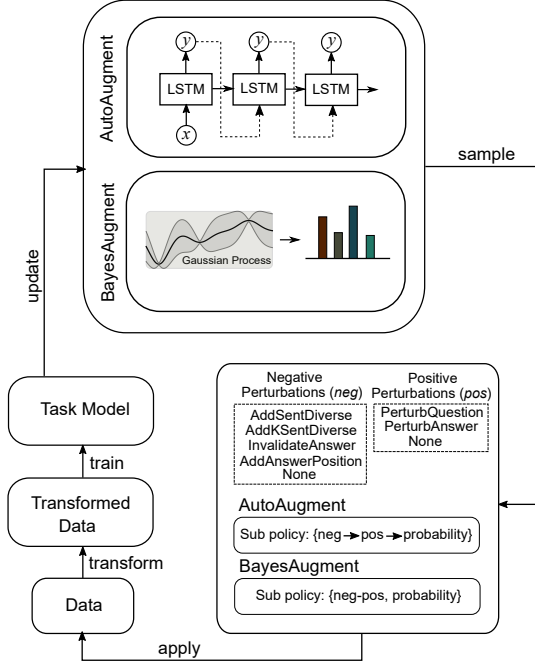 AutoAugment
y
y
y
LSTM
LSTM
LSTM
x
sample
BayesAugment
Gaussian Process
update
Negative
Perturbations (neg)
AddSentDiverse
AddKSentDiverse
InvalidateAnswer
AddAnswerPosition
None
Positive
Perturbations (pos)
PerturbQuestion
PerturbAnswer
None
AutoAugment
Sub policy: {neg→pos→probability}
BayesAugment
Sub policy: {neg-pos, probability}
Task Model
train
Transformed
Data
transform
Data
apply